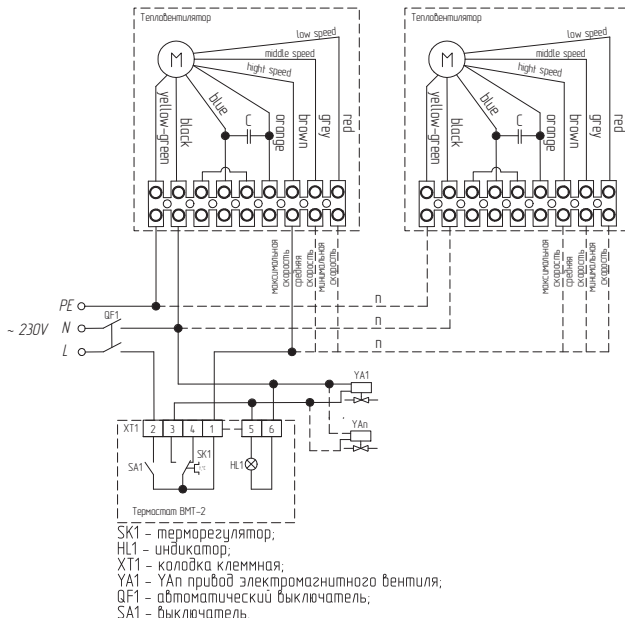 Тепловентилятор
Тепловентилятор
low speed
middle speed
hight speed
M
yellow-green
black
blue
C
orange
brown
grey
red
low speed
middle speed
hight speed
M
yellow-green
black
blue
C
orange
brown
grey
red
максимальная скорость
средняя скорость
минимальная скорость
максимальная скорость
средняя скорость
минимальная скорость
PE
n
~ 230V
N
QF1
n
L
n
YA1
YAn
XT1
2
3
4
1
5
6
SA1
SK1
t°C
HL1
Термостат ВМТ-2
SK1 – терморегулятор;
HL1 – индикатор;
XT1 – колодка клеммная;
YA1 – YAn привод электромагнитного вентиля;
QF1 – автоматический выключатель;
SA1 – выключатель.